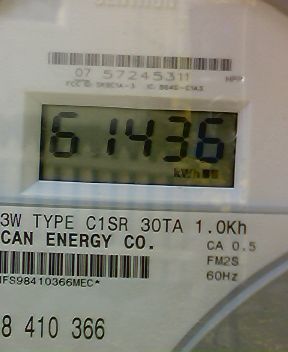 07 57245311
61436
kWh
3W TYPE C1SR 30TA 1.0Kh
CAN ENERGY CO.
CA 0.5
FM2S
60Hz
IFS98410366MEC*
8 410 366